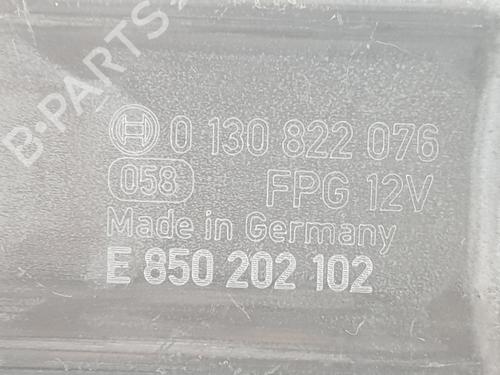 B-PARTS
0 130 822 076
058 FPG 12V
Made in Germany
E 850 202 102